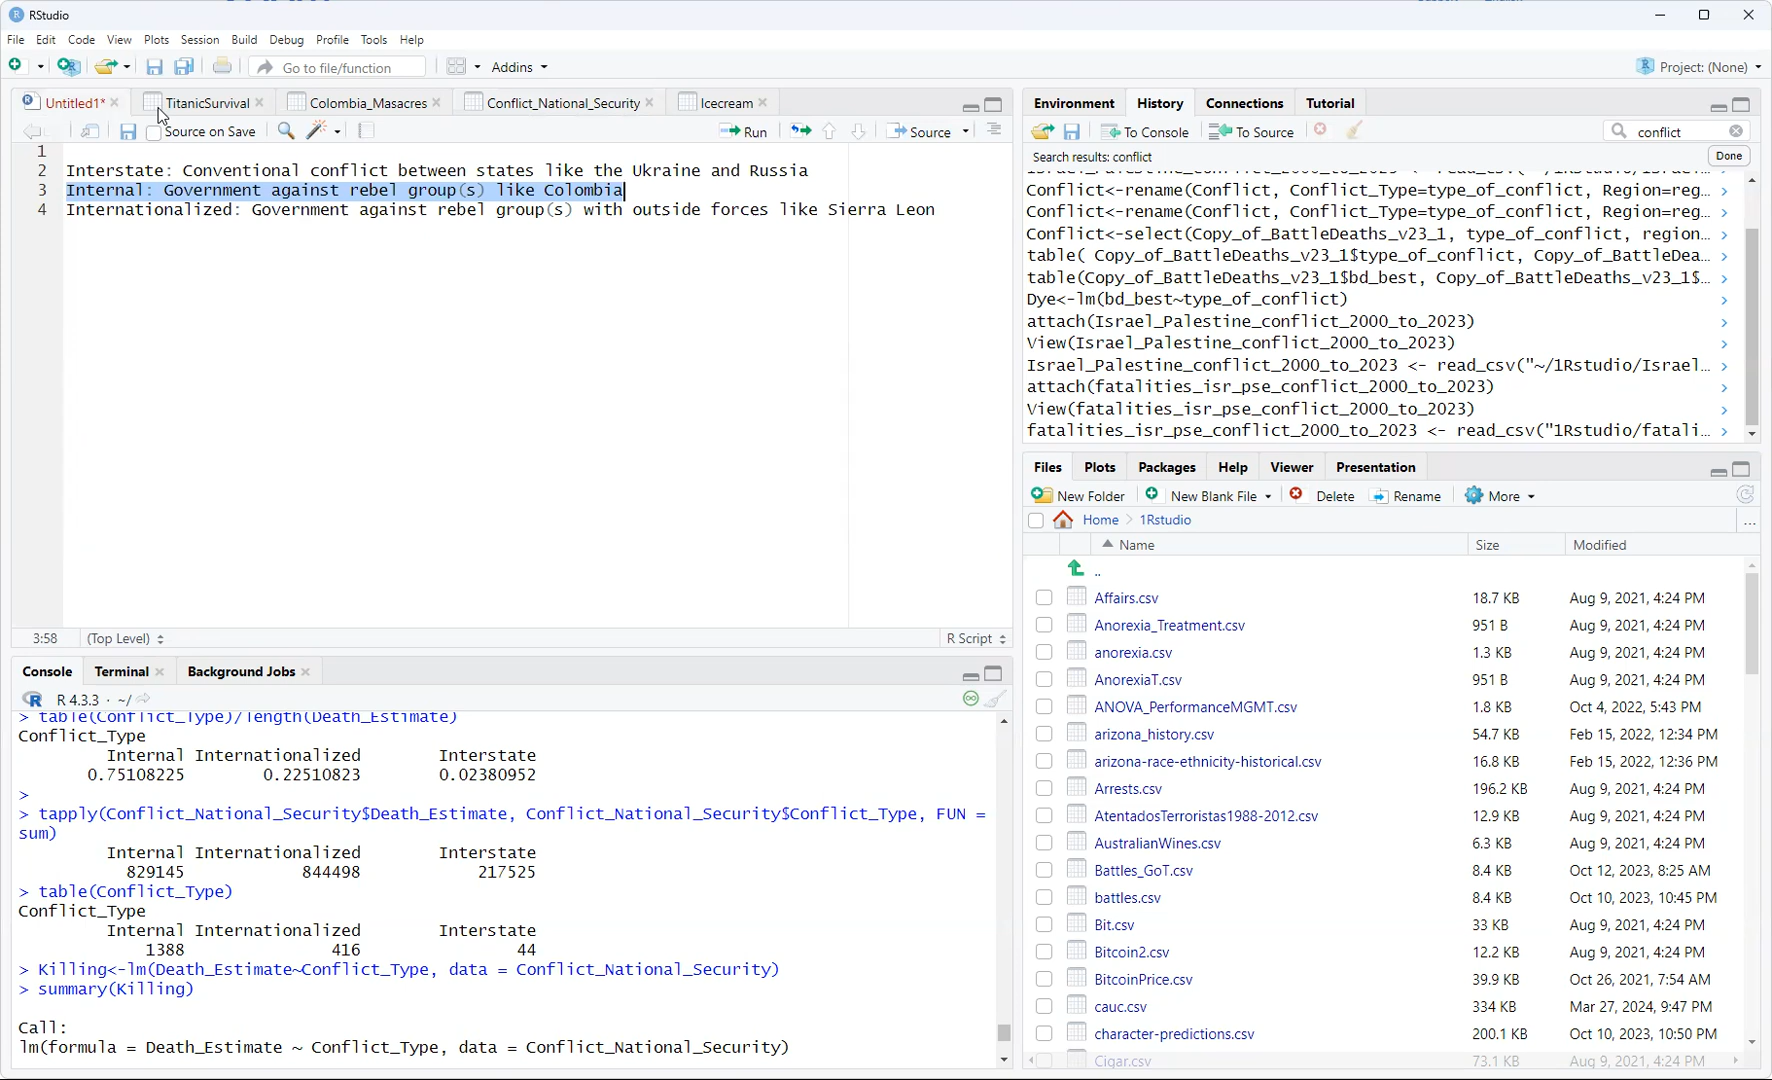 RStudio
File Edit Code View Plots Session Build Debug Profile Tools Help
Go to file/function Addins Project: (None)
Untitled1* TitanicSurvival Colombia_Masacres Conflict_National_Security Icecream
Source on Save Run Source
1
2 Interstate: Conventional conflict between states like the Ukraine and Russia
3 Internal: Government against rebel group(s) like Colombia
4 Internationalized: Government against rebel group(s) with outside forces like Sierra Leon
3:58 (Top Level) R Script
Console Terminal Background Jobs
R 4.3.3 · ~/
> table(Conflict_Type)/length(Death_Estimate)
Conflict_Type
Internal Internationalized Interstate
0.75108225 0.22510823 0.02380952
>
> tapply(Conflict_National_Security$Death_Estimate, Conflict_National_Security$Conflict_Type, FUN =
sum)
Internal Internationalized Interstate
829145 844498 217525
> table(Conflict_Type)
Conflict_Type
Internal Internationalized Interstate
1388 416 44
> Killing<-lm(Death_Estimate~Conflict_Type, data = Conflict_National_Security)
> summary(Killing)
Call:
lm(formula = Death_Estimate ~ Conflict_Type, data = Conflict_National_Security)
Environment History Connections Tutorial
To Console To Source conflict
Search results: conflict Done
Conflict<-rename(Conflict, Conflict_Type=type_of_conflict, Region=reg...
Conflict<-rename(Conflict, Conflict_Type=type_of_conflict, Region=reg...
Conflict<-select(Copy_of_BattleDeaths_v23_1, type_of_conflict, region...
table( Copy_of_BattleDeaths_v23_1$type_of_conflict, Copy_of_BattleDea...
table(Copy_of_BattleDeaths_v23_1$bd_best, Copy_of_BattleDeaths_v23_1$...
Dye<-lm(bd_best~type_of_conflict)
attach(Israel_Palestine_conflict_2000_to_2023)
View(Israel_Palestine_conflict_2000_to_2023)
Israel_Palestine_conflict_2000_to_2023 <- read_csv("~/1Rstudio/Israel...
attach(fatalities_isr_pse_conflict_2000_to_2023)
View(fatalities_isr_pse_conflict_2000_to_2023)
fatalities_isr_pse_conflict_2000_to_2023 <- read_csv("1Rstudio/fatali...
Files Plots Packages Help Viewer Presentation
New Folder New Blank File Delete Rename More
Home 1Rstudio ...
Name Size Modified
..
Affairs.csv 18.7 KB Aug 9, 2021, 4:24 PM
Anorexia_Treatment.csv 951 B Aug 9, 2021, 4:24 PM
anorexia.csv 1.3 KB Aug 9, 2021, 4:24 PM
AnorexiaT.csv 951 B Aug 9, 2021, 4:24 PM
ANOVA_PerformanceMGMT.csv 1.8 KB Oct 4, 2022, 5:43 PM
arizona_history.csv 54.7 KB Feb 15, 2022, 12:34 PM
arizona-race-ethnicity-historical.csv 16.8 KB Feb 15, 2022, 12:36 PM
Arrests.csv 196.2 KB Aug 9, 2021, 4:24 PM
AtentadosTerroristas1988-2012.csv 12.9 KB Aug 9, 2021, 4:24 PM
AustralianWines.csv 6.3 KB Aug 9, 2021, 4:24 PM
Battles_GoT.csv 8.4 KB Oct 12, 2023, 8:25 AM
battles.csv 8.4 KB Oct 10, 2023, 10:45 PM
Bit.csv 33 KB Aug 9, 2021, 4:24 PM
Bitcoin2.csv 12.2 KB Aug 9, 2021, 4:24 PM
BitcoinPrice.csv 39.9 KB Oct 26, 2021, 7:54 AM
cauc.csv 334 KB Mar 27, 2024, 9:47 PM
character-predictions.csv 200.1 KB Oct 10, 2023, 10:50 PM
Cigar.csv 73.1 KB Aug 9, 2021, 4:24 PM